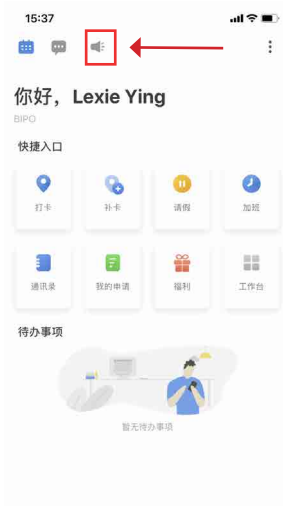 15:37
你好，Lexie Ying
BIPO
快捷入口
打卡
补卡
请假
加班
通讯录
我的申请
福利
工作台
待办事项
暂无待办事项